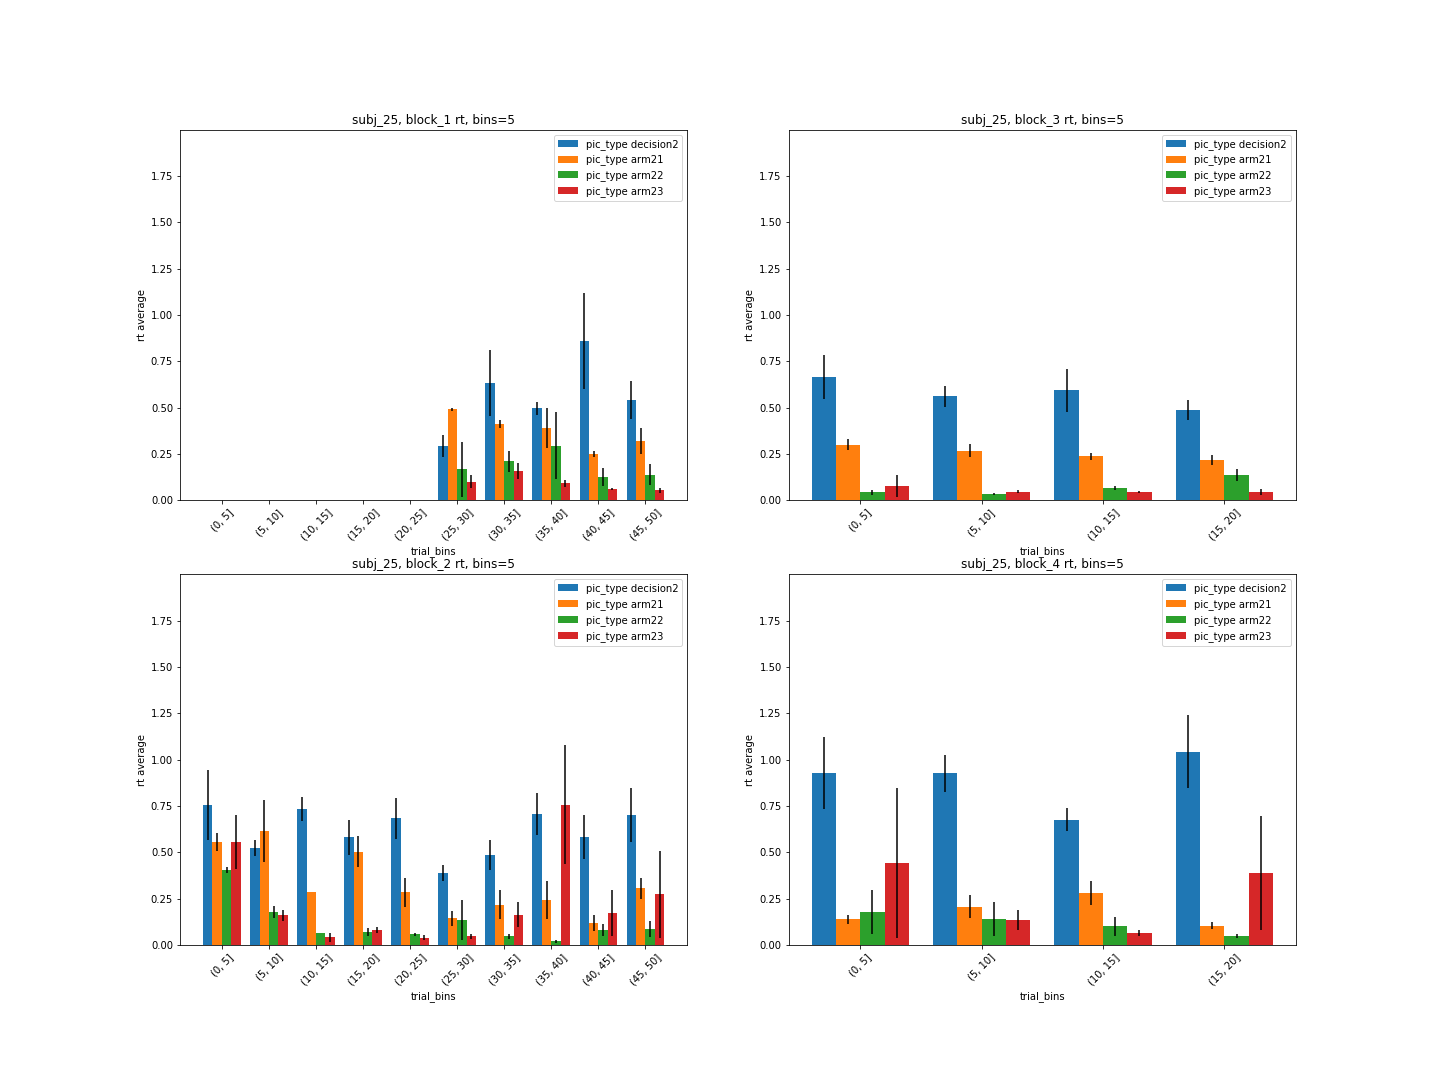 subj_25, block_1 rt, bins=5
pic_type decision2
pic_type arm21
pic_type arm22
pic_type arm23
1.75
1.50
1.25
1.00
0.75
0.50
0.25
0.00
rt average
(0, 5]
(5, 10]
(10, 15]
(15, 20]
(20, 25]
(25, 30]
(30, 35]
(35, 40]
(40, 45]
(45, 50]
trial_bins
subj_25, block_3 rt, bins=5
pic_type decision2
pic_type arm21
pic_type arm22
pic_type arm23
1.75
1.50
1.25
1.00
0.75
0.50
0.25
0.00
rt average
(0, 5]
(5, 10]
(10, 15]
(15, 20]
trial_bins
subj_25, block_2 rt, bins=5
pic_type decision2
pic_type arm21
pic_type arm22
pic_type arm23
1.75
1.50
1.25
1.00
0.75
0.50
0.25
0.00
rt average
(0, 5]
(5, 10]
(10, 15]
(15, 20]
(20, 25]
(25, 30]
(30, 35]
(35, 40]
(40, 45]
(45, 50]
trial_bins
subj_25, block_4 rt, bins=5
pic_type decision2
pic_type arm21
pic_type arm22
pic_type arm23
1.75
1.50
1.25
1.00
0.75
0.50
0.25
0.00
rt average
(0, 5]
(5, 10]
(10, 15]
(15, 20]
trial_bins